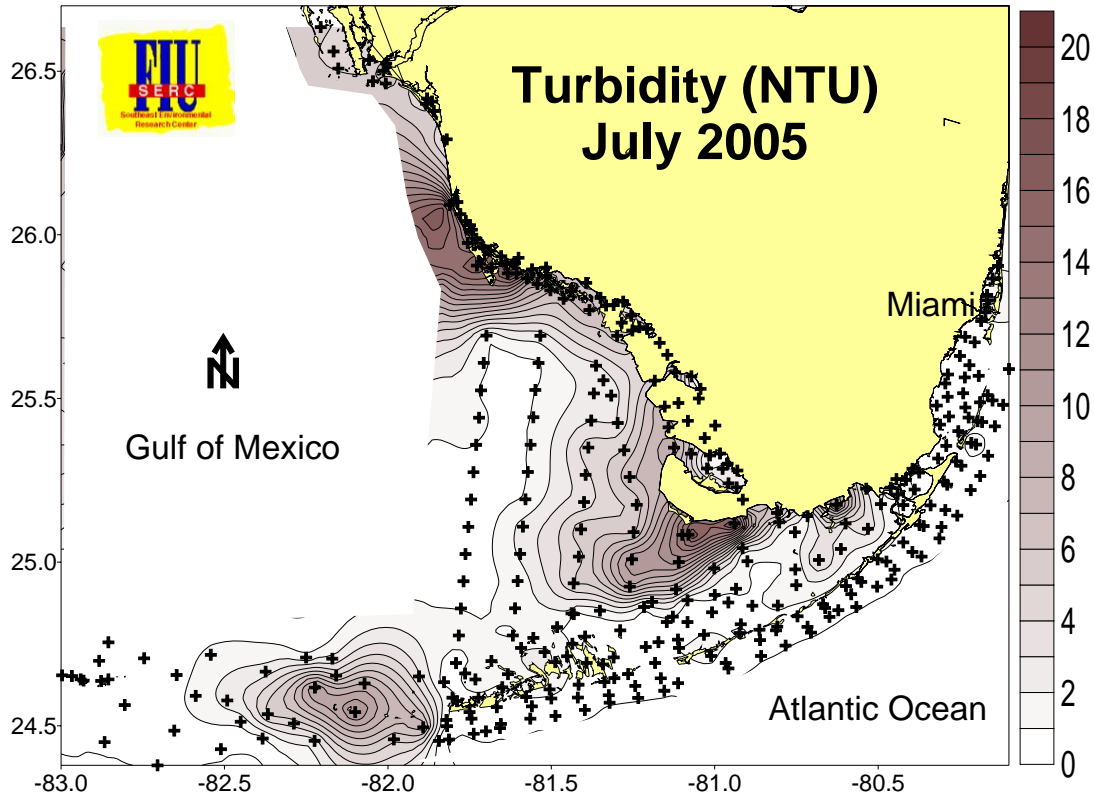 FIU
SERC
Southeast Environmental
Research Center
Turbidity (NTU)
July 2005
Miami
N
Gulf of Mexico
Atlantic Ocean
26.5
26.0
25.5
25.0
24.5
-83.0
-82.5
-82.0
-81.5
-81.0
-80.5
20
18
16
14
12
10
8
6
4
2
0